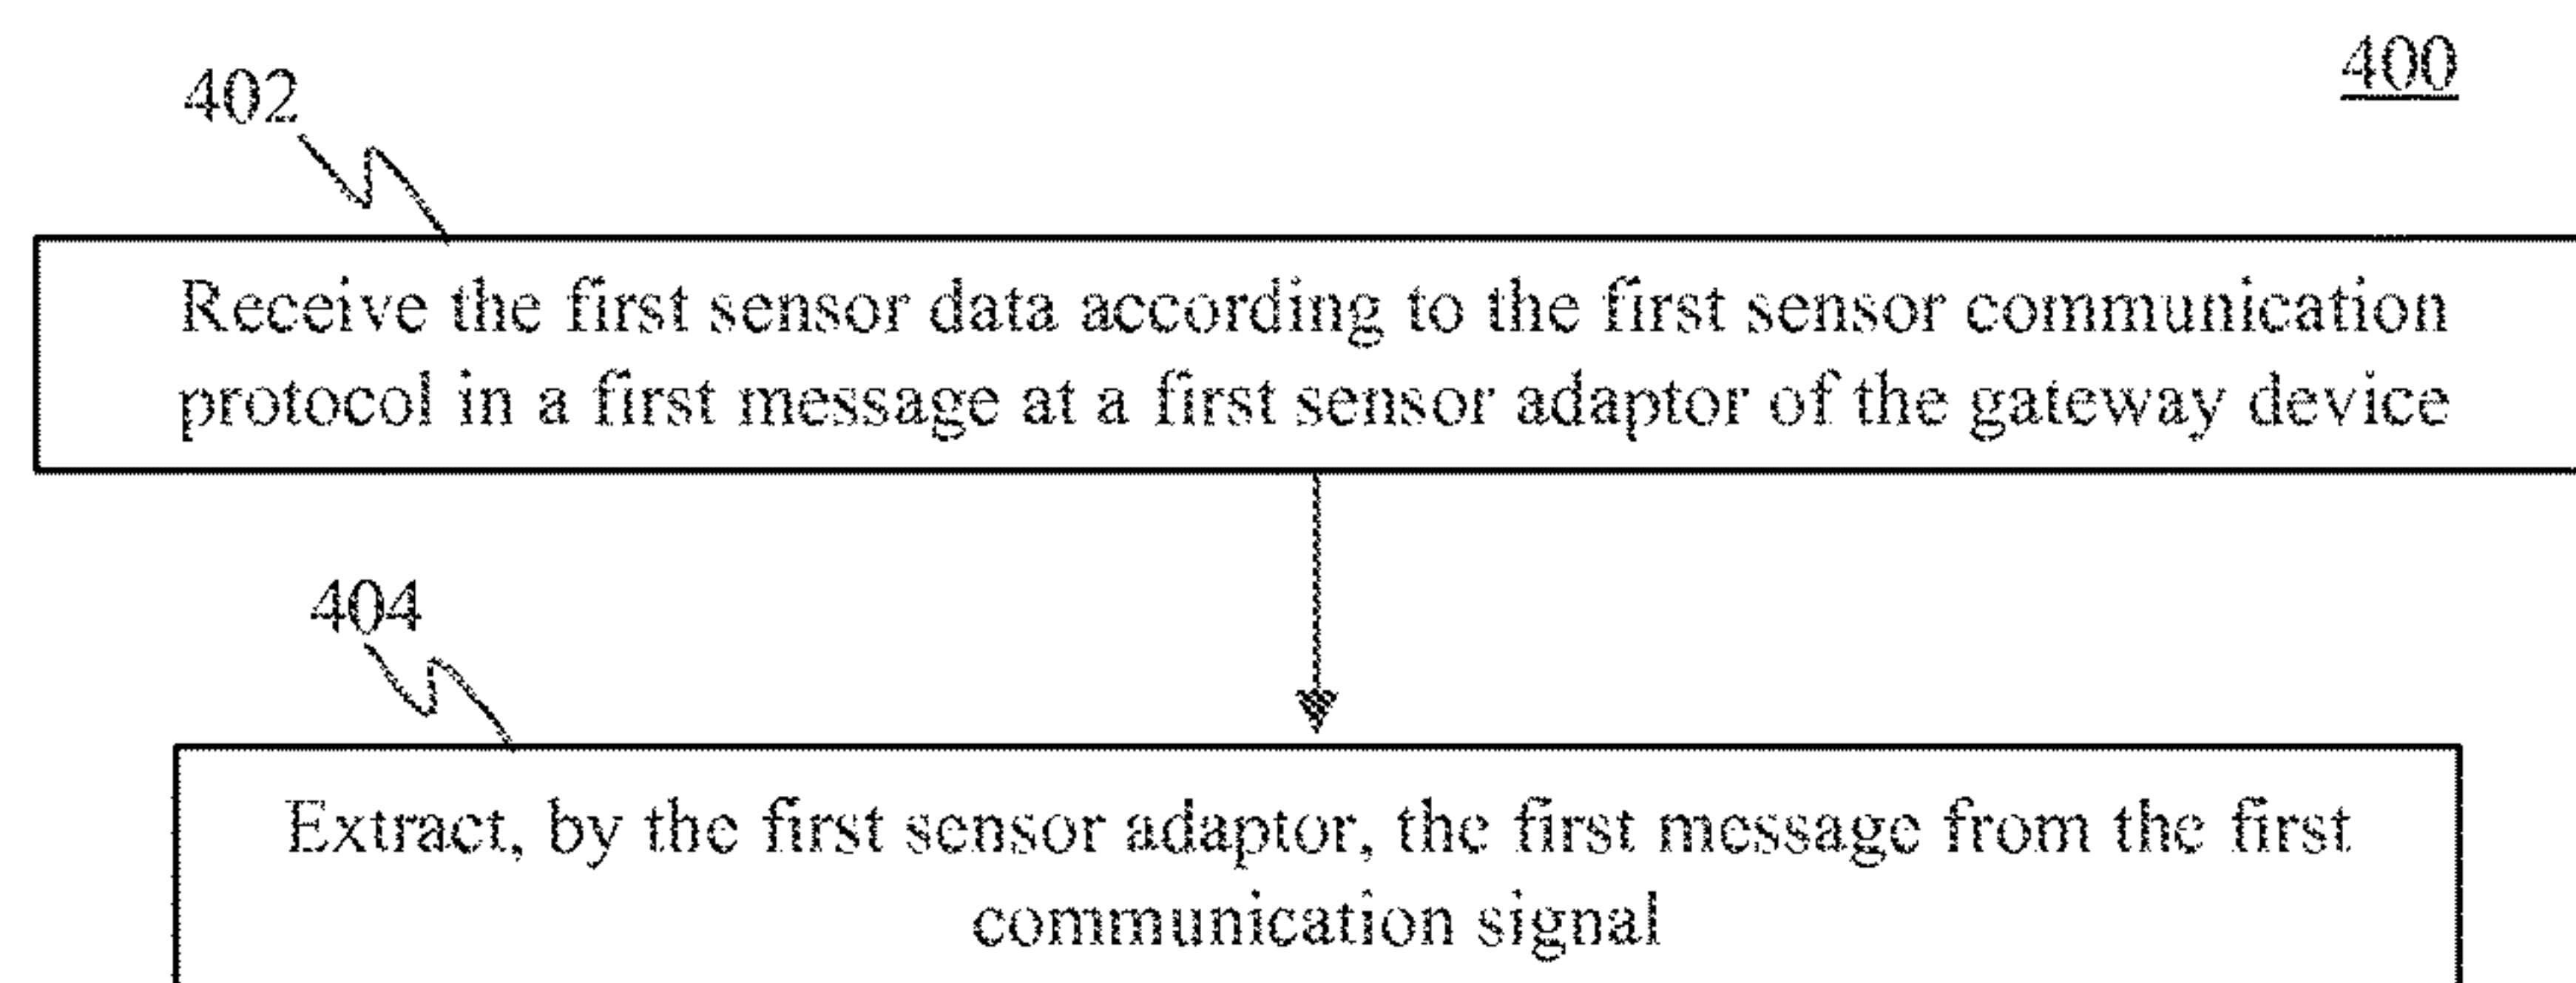 400
402
Receive the first sensor data according to the first sensor communication
protocol in a first message at a first sensor adaptor of the gateway device
404
Extract, by the first sensor adaptor, the first message from the first
communication signal